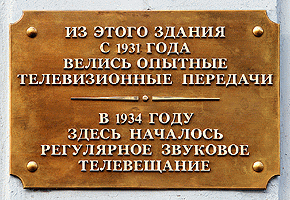 ИЗ ЭТОГО ЗДАНИЯ
С 1931 ГОДА
ВЕЛИСЬ ОПЫТНЫЕ
ТЕЛЕВИЗИОННЫЕ ПЕРЕДАЧИ
В 1934 ГОДУ
ЗДЕСЬ НАЧАЛОСЬ
РЕГУЛЯРНОЕ ЗВУКОВОЕ
ТЕЛЕВЕЩАНИЕ